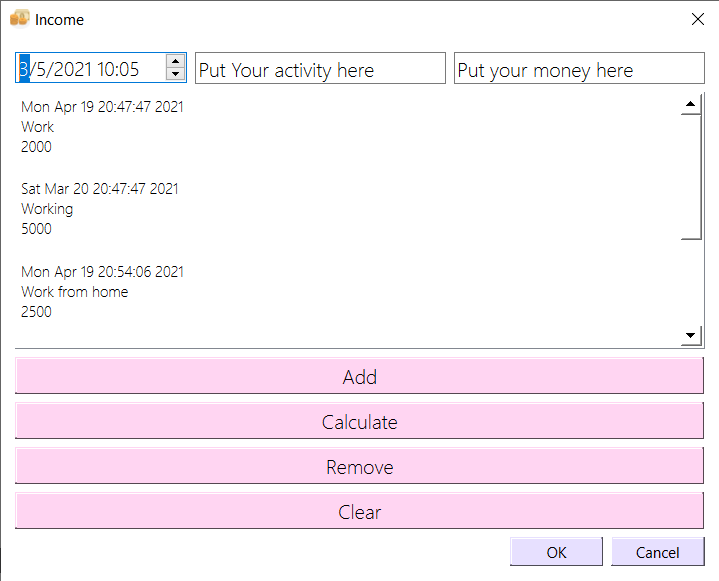 Income
3/5/2021 10:05
Put Your activity here
Put your money here
Mon Apr 19 20:47:47 2021
Work
2000
Sat Mar 20 20:47:47 2021
Working
5000
Mon Apr 19 20:54:06 2021
Work from home
2500
Add
Calculate
Remove
Clear
OK
Cancel